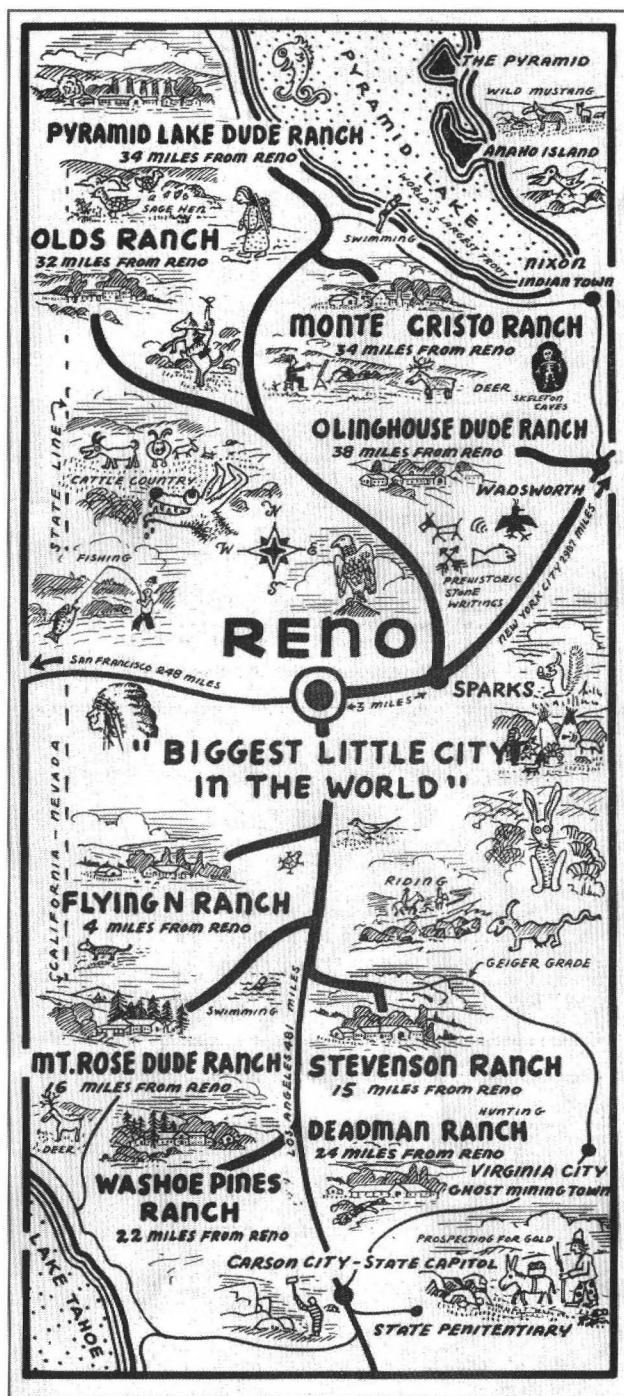 THE PYRAMID
WILD MUSTANG
PYRAMID LAKE
ANAHO ISLAND
WORLD'S LARGEST TROUT
PYRAMID LAKE DUDE RANCH
34 MILES FROM RENO
SAGE HEN
SWIMMING
OLDS RANCH
32 MILES FROM RENO
NIXON
INDIAN TOWN
MONTE CRISTO RANCH
34 MILES FROM RENO
DEER
SKELETON
CAVES
OLINGHOUSE DUDE RANCH
38 MILES FROM RENO
STATE LINE
CATTLE COUNTRY
WADSWORTH
N
W E
S
PREHISTORIC
STONE
WRITINGS
NEW YORK CITY 2987 MILES
FISHING
RENO
SAN FRANCISCO 248 MILES
3 MILES
SPARKS
"BIGGEST LITTLE CITY
IN THE WORLD"
CALIFORNIA - NEVADA
RIDING
FLYING N RANCH
4 MILES FROM RENO
GEIGER GRADE
SWIMMING
LOS ANGELES 481 MILES
MT. ROSE DUDE RANCH
16 MILES FROM RENO
STEVENSON RANCH
15 MILES FROM RENO
HUNTING
DEER
DEADMAN RANCH
24 MILES FROM RENO
VIRGINIA CITY
GHOST MINING TOWN
WASHOE PINES
RANCH
22 MILES FROM RENO
LAKE TAHOE
PROSPECTING FOR GOLD
CARSON CITY - STATE CAPITOL
STATE PENITENTIARY